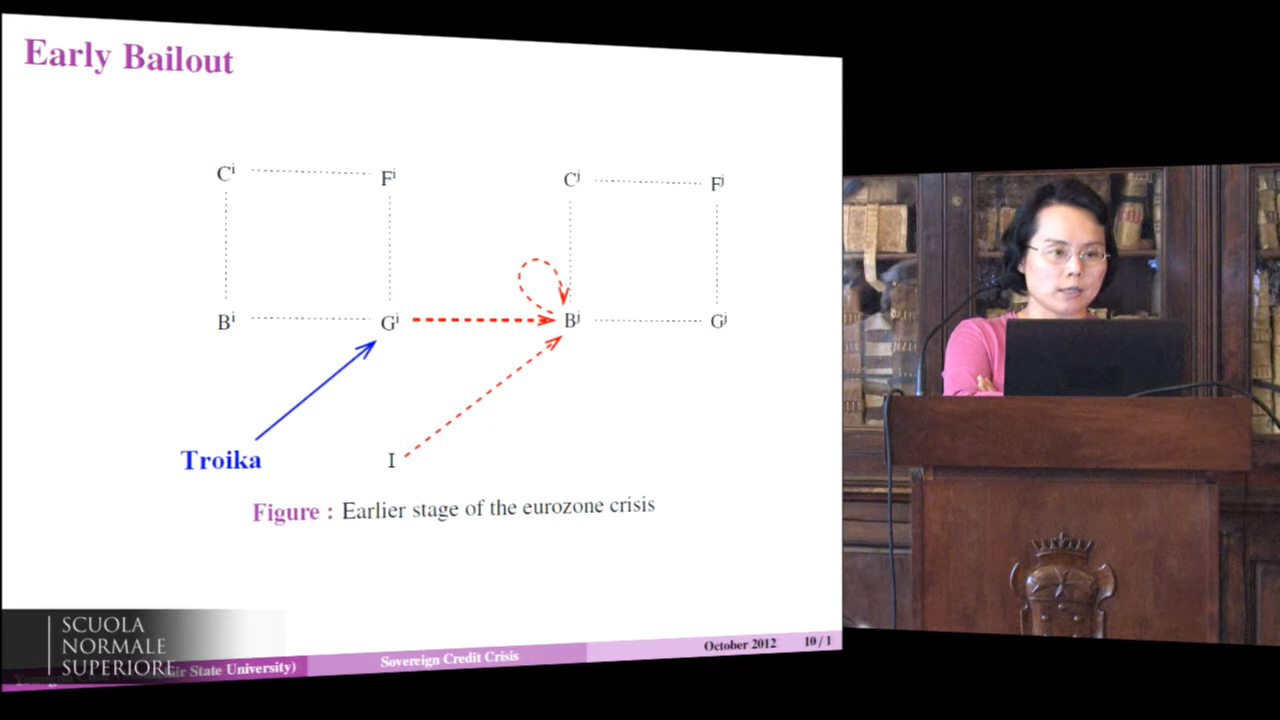 Early Bailout
Cⁱ Fⁱ Cʲ Fʲ
Bⁱ Gⁱ Bʲ Gʲ
Troika I
Figure : Earlier stage of the eurozone crisis
SCUOLA
NORMALE
SUPERIORE
State University) Sovereign Credit Crisis October 2012 10 / 1